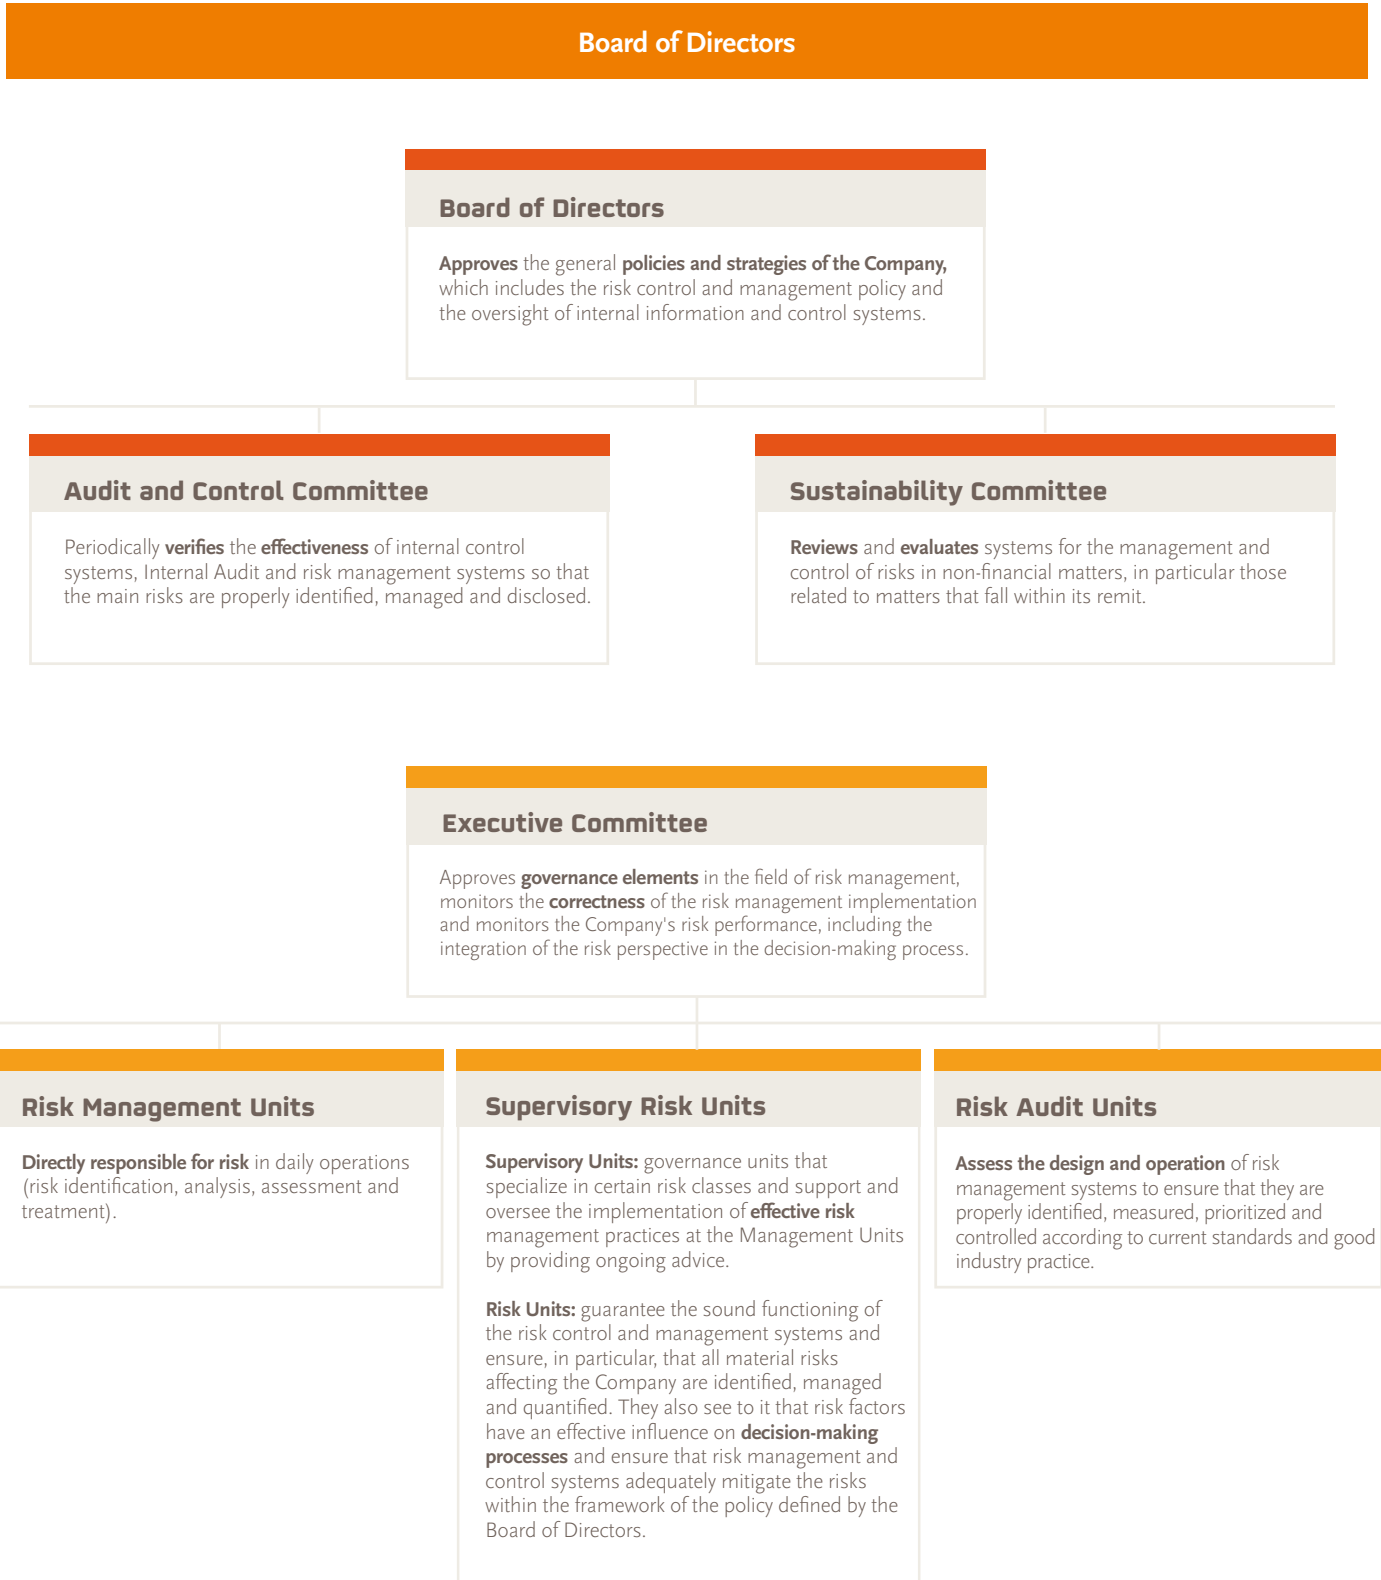 Board of Directors
Board of Directors
Approves the general policies and strategies of the Company,
which includes the risk control and management policy and
the oversight of internal information and control systems.
Audit and Control Committee
Periodically verifies the effectiveness of internal control
systems, Internal Audit and risk management systems so that
the main risks are properly identified, managed and disclosed.
Sustainability Committee
Reviews and evaluates systems for the management and
control of risks in non-financial matters, in particular those
related to matters that fall within its remit.
Executive Committee
Approves governance elements in the field of risk management,
monitors the correctness of the risk management implementation
and monitors the Company's risk performance, including the
integration of the risk perspective in the decision-making process.
Risk Management Units
Directly responsible for risk in daily operations
(risk identification, analysis, assessment and
treatment).
Supervisory Risk Units
Supervisory Units: governance units that
specialize in certain risk classes and support and
oversee the implementation of effective risk
management practices at the Management Units
by providing ongoing advice.
Risk Units: guarantee the sound functioning of
the risk control and management systems and
ensure, in particular, that all material risks
affecting the Company are identified, managed
and quantified. They also see to it that risk factors
have an effective influence on decision-making
processes and ensure that risk management and
control systems adequately mitigate the risks
within the framework of the policy defined by the
Board of Directors.
Risk Audit Units
Assess the design and operation of risk
management systems to ensure that they are
properly identified, measured, prioritized and
controlled according to current standards and good
industry practice.